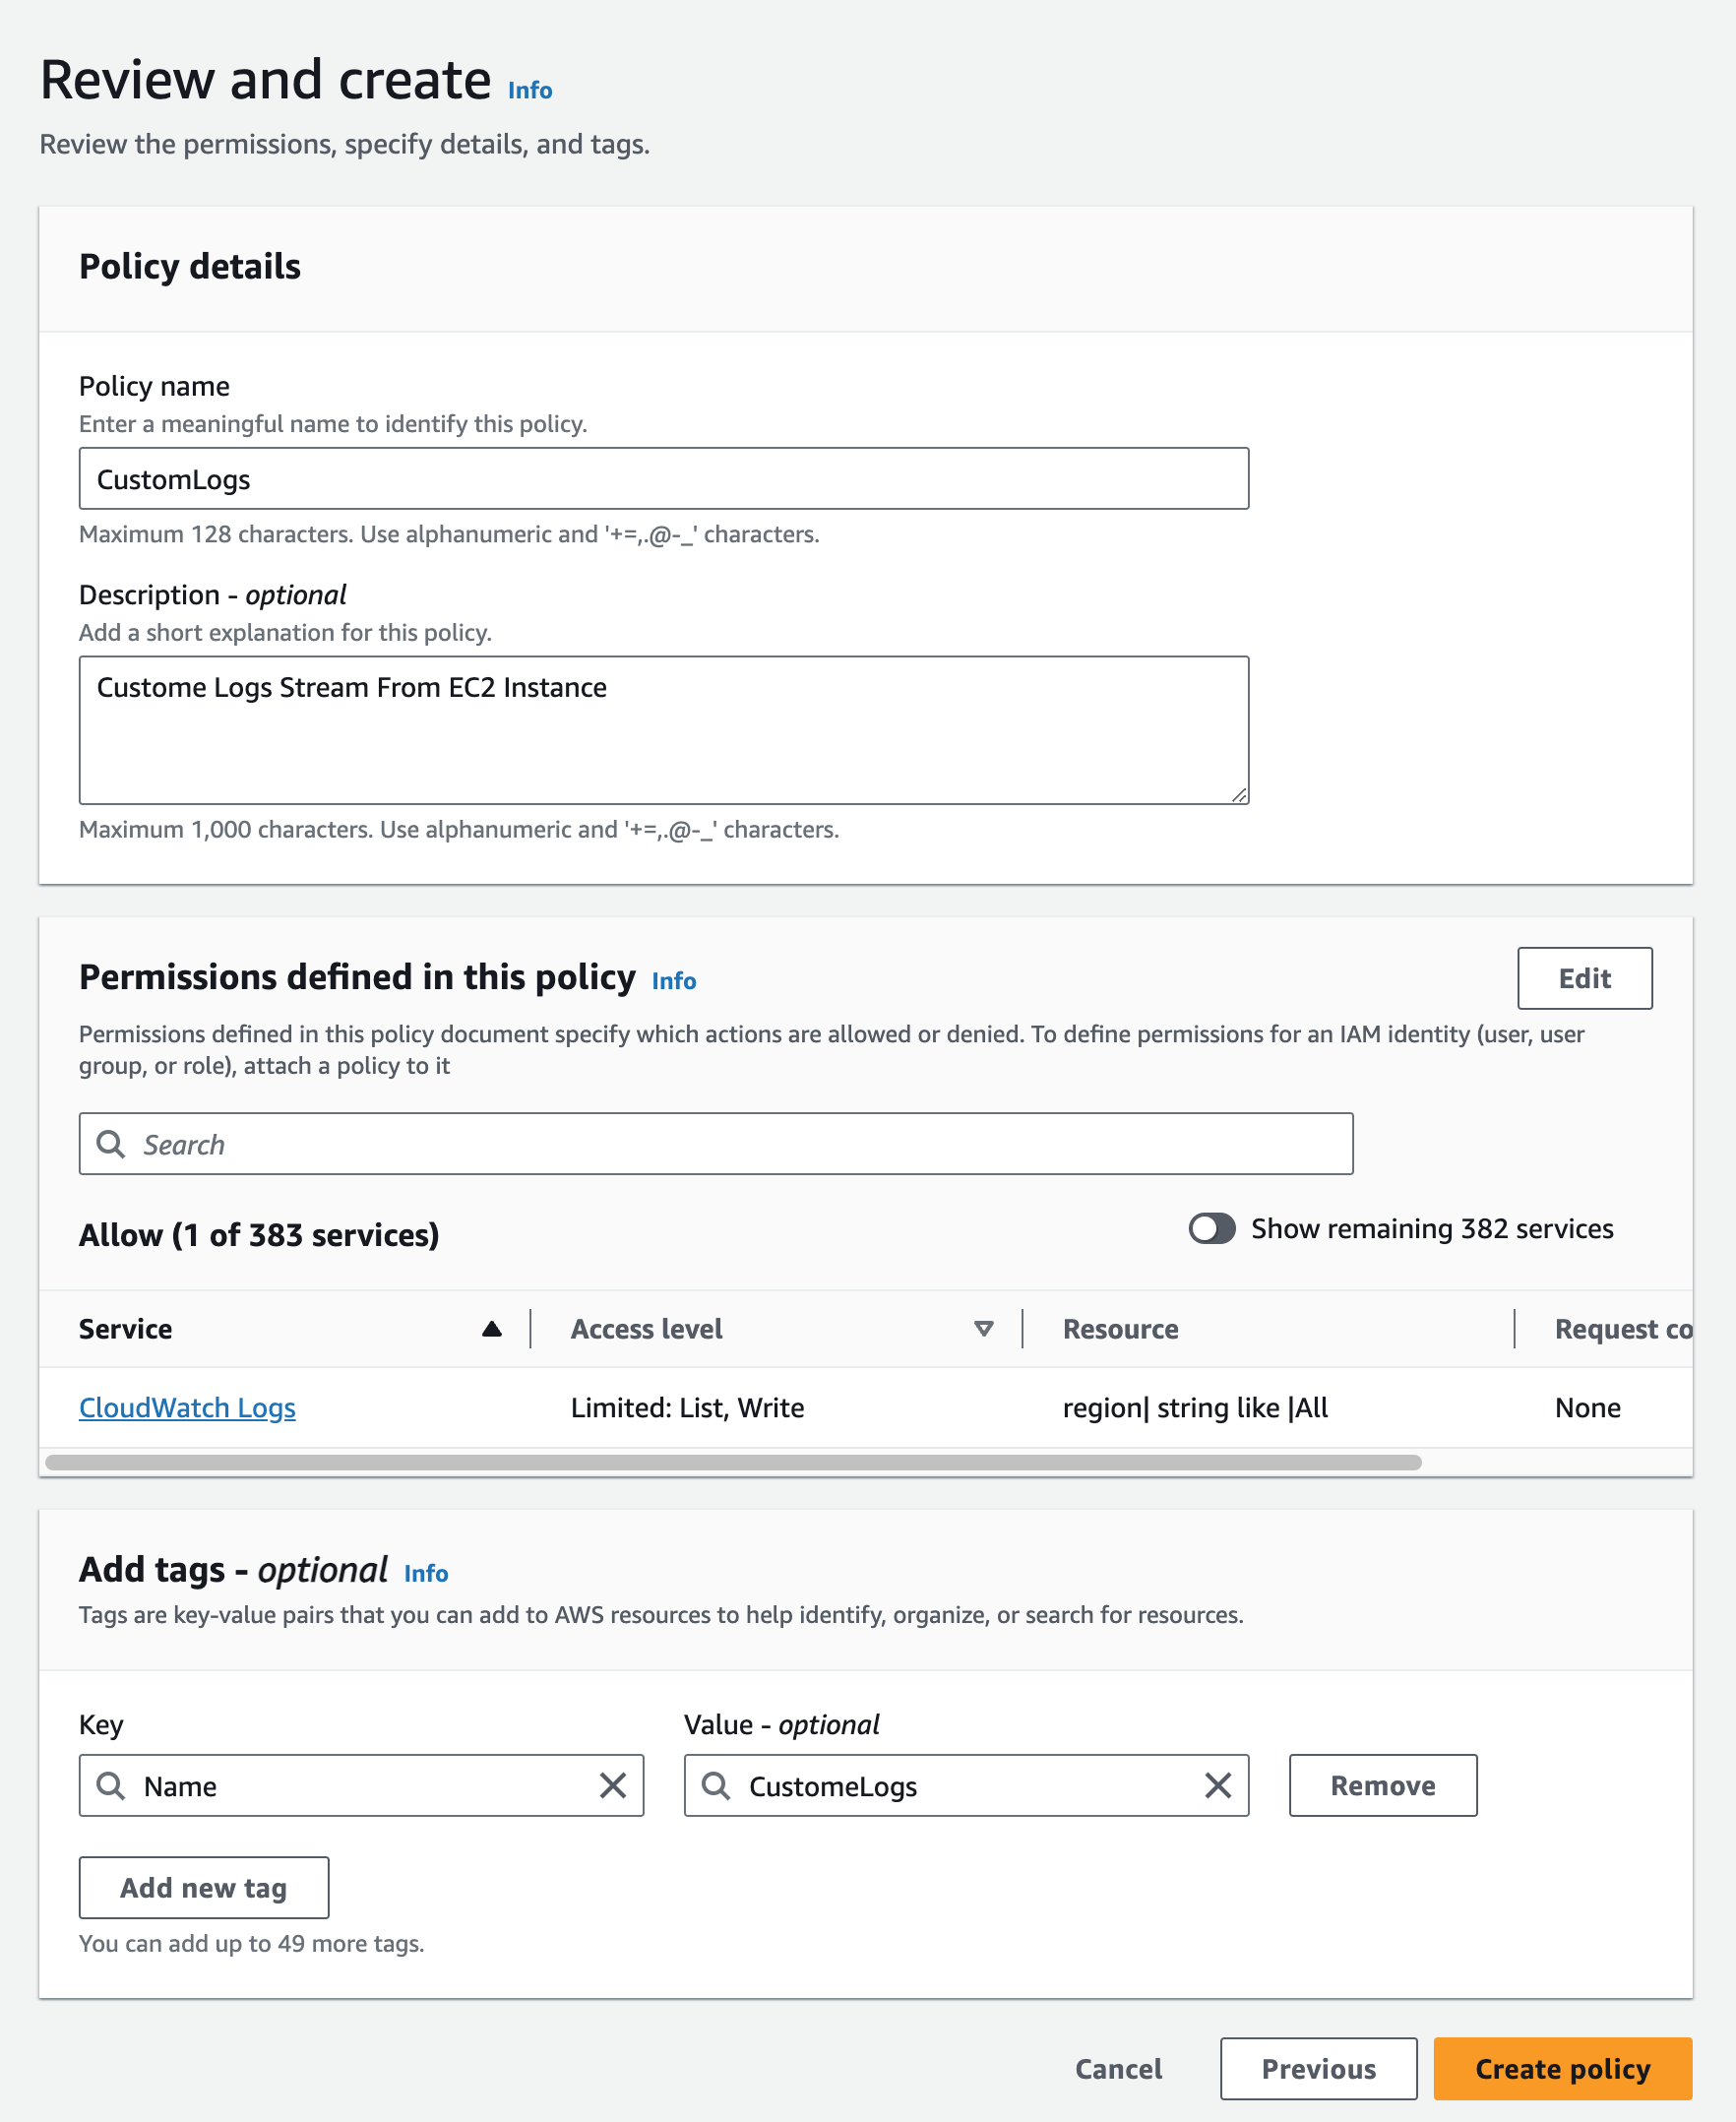 Review and create Info
Review the permissions, specify details, and tags.
Policy details
Policy name
Enter a meaningful name to identify this policy.
CustomLogs
Maximum 128 characters. Use alphanumeric and '+=,.@-_' characters.
Description - optional
Add a short explanation for this policy.
Custome Logs Stream From EC2 Instance
Maximum 1,000 characters. Use alphanumeric and '+=,.@-_' characters.
Permissions defined in this policy Info
Edit
Permissions defined in this policy document specify which actions are allowed or denied. To define permissions for an IAM identity (user, user
group, or role), attach a policy to it
Search
Allow (1 of 383 services)
Show remaining 382 services
Service Access level Resource Request co
CloudWatch Logs Limited: List, Write region| string like |All None
Add tags - optional Info
Tags are key-value pairs that you can add to AWS resources to help identify, organize, or search for resources.
Key Value - optional
Name CustomeLogs Remove
Add new tag
You can add up to 49 more tags.
Cancel Previous Create policy